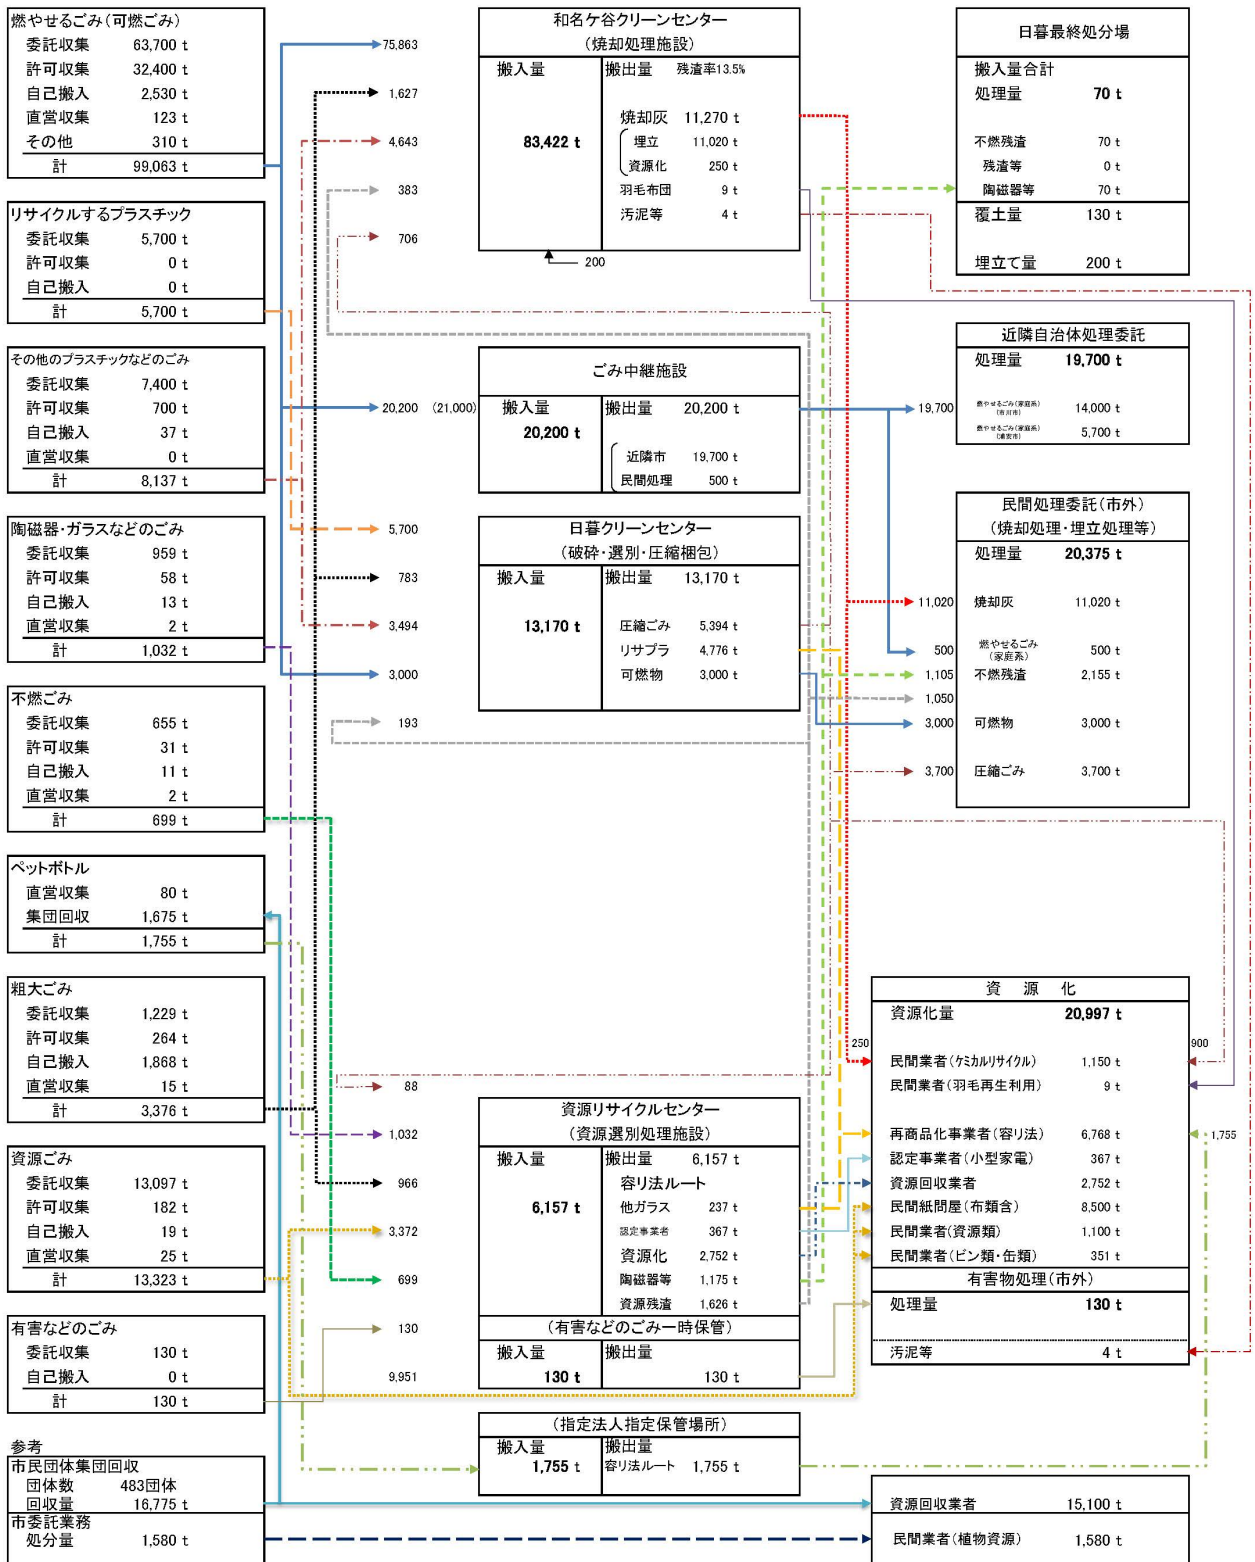 燃やせるごみ(可燃ごみ)
委託収集 63,700 t
許可収集 32,400 t
自己搬入 2,530 t
直営収集 123 t
その他 310 t
計 99,063 t
リサイクルするプラスチック
委託収集 5,700 t
許可収集 0 t
自己搬入 0 t
計 5,700 t
その他のプラスチックなどのごみ
委託収集 7,400 t
許可収集 700 t
自己搬入 37 t
直営収集 0 t
計 8,137 t
陶磁器・ガラスなどのごみ
委託収集 959 t
許可収集 58 t
自己搬入 13 t
直営収集 2 t
計 1,032 t
不燃ごみ
委託収集 655 t
許可収集 31 t
自己搬入 11 t
直営収集 2 t
計 699 t
ペットボトル
直営収集 80 t
集団回収 1,675 t
計 1,755 t
粗大ごみ
委託収集 1,229 t
許可収集 264 t
自己搬入 1,868 t
直営収集 15 t
計 3,376 t
資源ごみ
委託収集 13,097 t
許可収集 182 t
自己搬入 19 t
直営収集 25 t
計 13,323 t
有害などのごみ
委託収集 130 t
自己搬入 0 t
計 130 t
参考
市民団体集団回収
団体数 483団体
回収量 16,775 t
市委託業務
処分量 1,580 t
75,863
1,627
4,643
383
706
20,200 (21,000)
5,700
783
3,494
3,000
193
88
1,032
966
3,372
699
130
9,951
和名ケ谷クリーンセンター
(焼却処理施設)
搬入量
83,422 t
搬出量 残渣率13.5%
焼却灰 11,270 t
埋立 11,020 t
資源化 250 t
羽毛布団 9 t
汚泥等 4 t
200
ごみ中継施設
搬入量
20,200 t
搬出量 20,200 t
近隣市 19,700 t
民間処理 500 t
日暮クリーンセンター
(破砕・選別・圧縮梱包)
搬入量
13,170 t
搬出量 13,170 t
圧縮ごみ 5,394 t
リサプラ 4,776 t
可燃物 3,000 t
資源リサイクルセンター
(資源選別処理施設)
搬入量
6,157 t
搬出量 6,157 t
容リ法ルート
他ガラス 237 t
認定事業者 367 t
資源化 2,752 t
陶磁器等 1,175 t
資源残渣 1,626 t
(有害などのごみ一時保管)
搬入量
130 t
搬出量
130 t
(指定法人指定保管場所)
搬入量
1,755 t
搬出量
容リ法ルート 1,755 t
日暮最終処分場
搬入量合計
処理量 70 t
不燃残渣 70 t
残渣等 0 t
陶磁器等 70 t
覆土量 130 t
埋立て量 200 t
近隣自治体処理委託
処理量 19,700 t
19,700
燃やせるごみ(家庭系)
(市川市)
14,000 t
燃やせるごみ(家庭系)
(浦安市)
5,700 t
民間処理委託(市外)
(焼却処理・埋立処理等)
処理量 20,375 t
11,020 焼却灰 11,020 t
500 燃やせるごみ
(家庭系)
500 t
1,105 不燃残渣 2,155 t
1,050
3,000 可燃物 3,000 t
3,700 圧縮ごみ 3,700 t
資源化
資源化量 20,997 t
250
900
民間業者(ケミカルリサイクル) 1,150 t
民間業者(羽毛再生利用) 9 t
再商品化事業者(容リ法) 6,768 t
1,755
認定事業者(小型家電) 367 t
資源回収業者 2,752 t
民間紙問屋(布類含) 8,500 t
民間業者(資源類) 1,100 t
民間業者(ビン類・缶類) 351 t
有害物処理(市外)
処理量 130 t
汚泥等 4 t
資源回収業者 15,100 t
民間業者(植物資源) 1,580 t